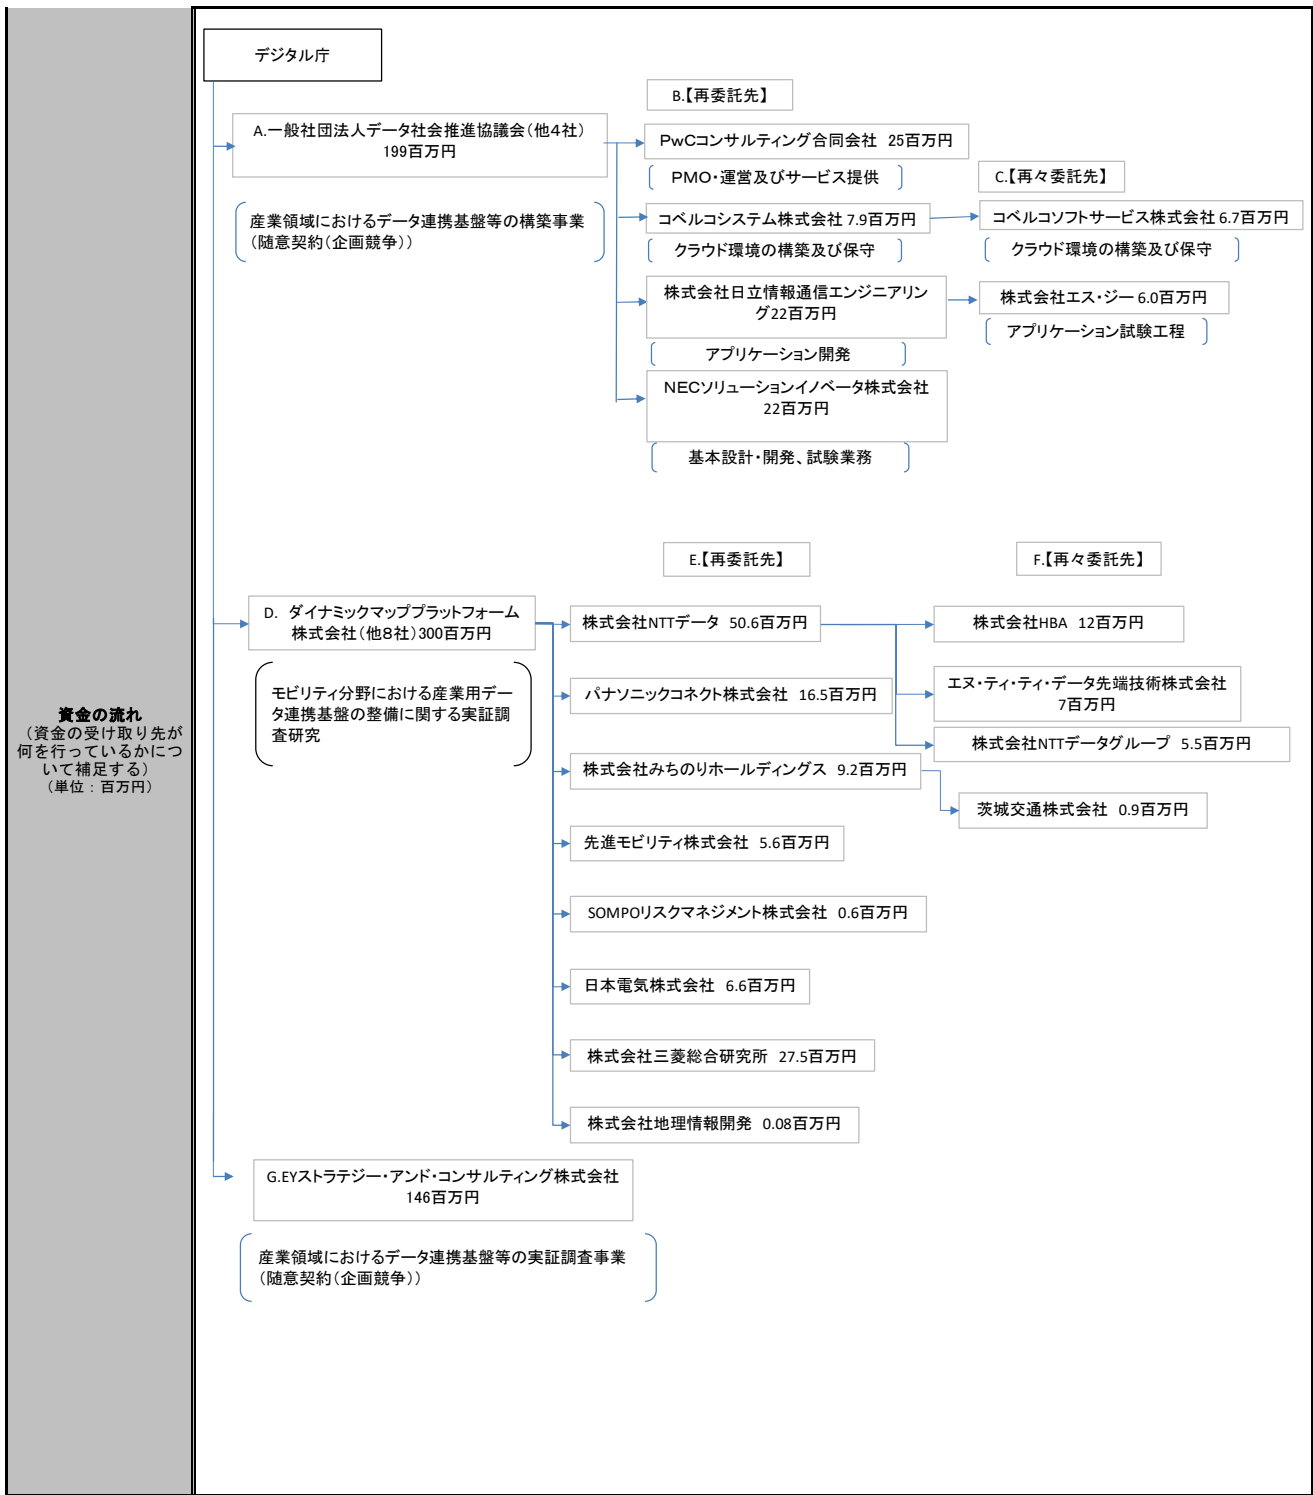 資金の流れ
（資金の受け取り先が
何を行っているかにつ
いて補足する）
（単位：百万円）
デジタル庁
A.一般社団法人データ社会推進協議会（他４社）
199百万円
産業領域におけるデータ連携基盤等の構築事業
（随意契約（企画競争））
B.【再委託先】
PwCコンサルティング合同会社 25百万円
PMO・運営及びサービス提供
C.【再々委託先】
コベルコシステム株式会社 7.9百万円
コベルコソフトサービス株式会社 6.7百万円
クラウド環境の構築及び保守
クラウド環境の構築及び保守
株式会社日立情報通信エンジニアリン
グ22百万円
株式会社エス・ジー 6.0百万円
アプリケーション試験工程
アプリケーション開発
NECソリューションイノベータ株式会社
22百万円
基本設計・開発、試験業務
E.【再委託先】
F.【再々委託先】
D. ダイナミックマッププラットフォーム
株式会社（他８社）300百万円
モビリティ分野における産業用デー
タ連携基盤の整備に関する実証調
査研究
株式会社NTTデータ 50.6百万円
株式会社HBA 12百万円
パナソニックコネクト株式会社 16.5百万円
エヌ・ティ・ティ・データ先端技術株式会社
7百万円
株式会社NTTデータグループ 5.5百万円
株式会社みちのりホールディングス 9.2百万円
茨城交通株式会社 0.9百万円
先進モビリティ株式会社 5.6百万円
SOMPOリスクマネジメント株式会社 0.6百万円
日本電気株式会社 6.6百万円
株式会社三菱総合研究所 27.5百万円
株式会社地理情報開発 0.08百万円
G.EYストラテジー・アンド・コンサルティング株式会社
146百万円
産業領域におけるデータ連携基盤等の実証調査事業
（随意契約（企画競争））